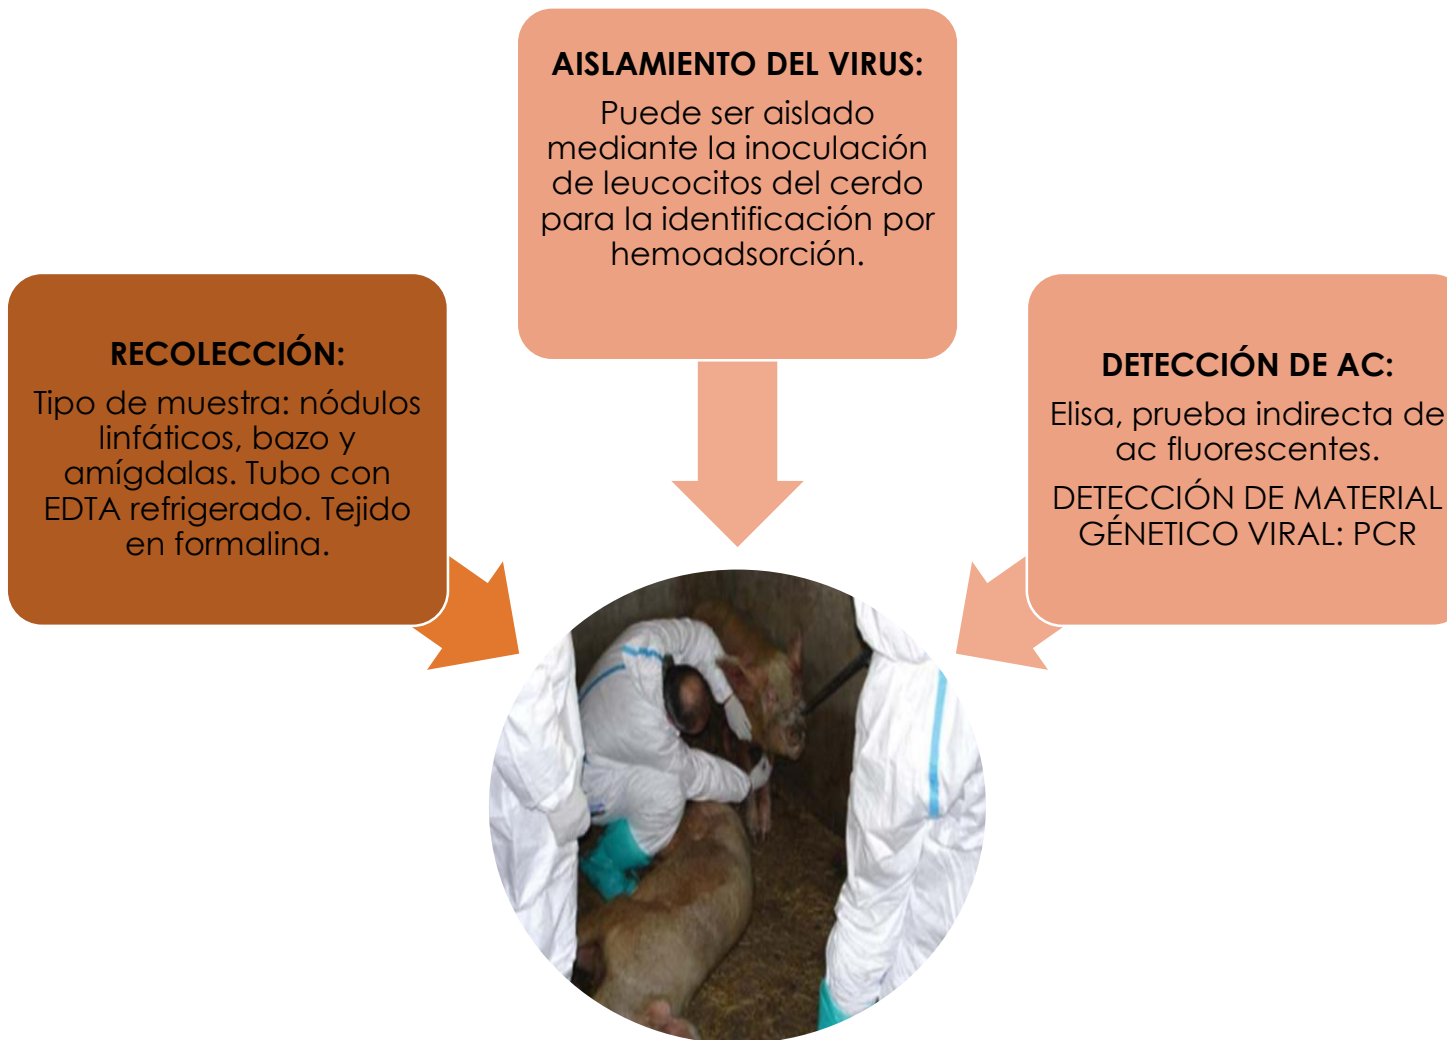 AISLAMIENTO DEL VIRUS:
Puede ser aislado
mediante la inoculación
de leucocitos del cerdo
para la identificación por
hemoadsorción.
RECOLECCIÓN:
Tipo de muestra: nódulos
linfáticos, bazo y
amígdalas. Tubo con
EDTA refrigerado. Tejido
en formalina.
DETECCIÓN DE AC:
Elisa, prueba indirecta de
ac fluorescentes.
DETECCIÓN DE MATERIAL
GÉNETICO VIRAL: PCR